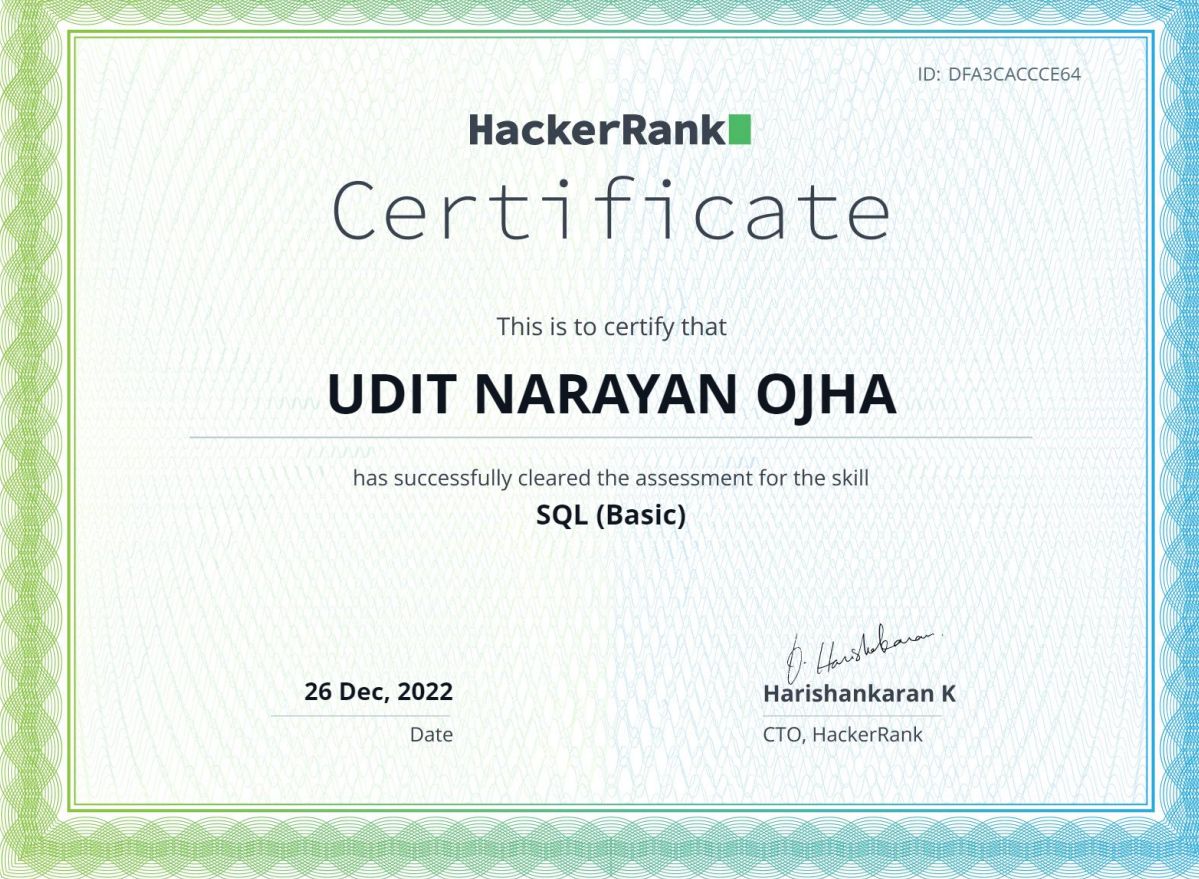 ID: DFA3CACCCE64
HackerRank
Certificate
This is to certify that
UDIT NARAYAN OJHA
has successfully cleared the assessment for the skill
SQL (Basic)
26 Dec, 2022
Date
Harishankaran K
CTO, HackerRank